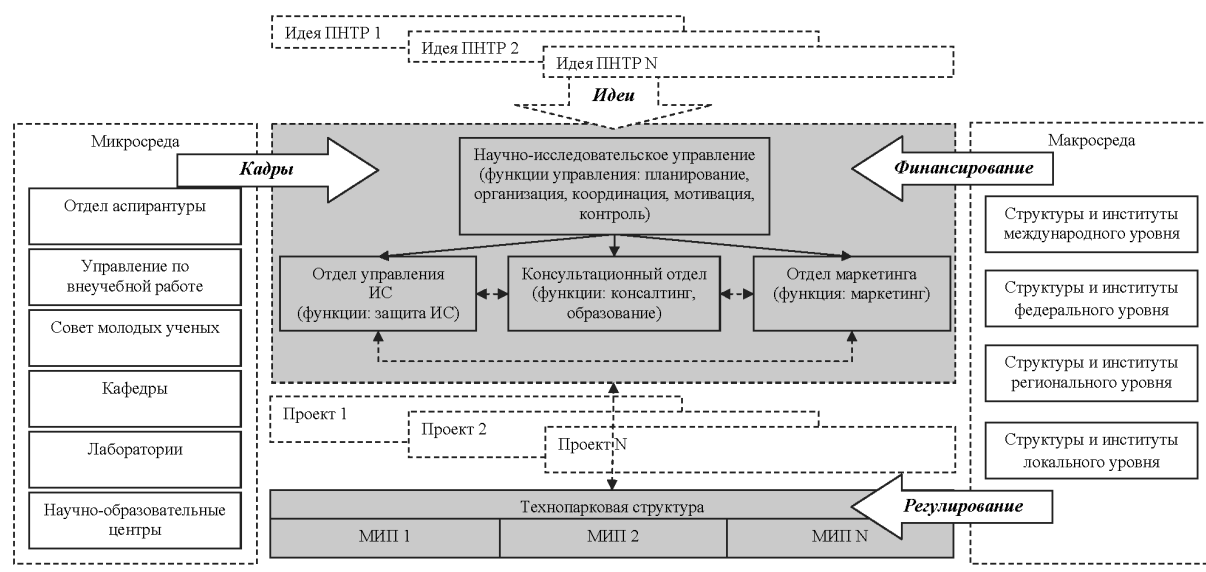 Идея ПНТР 1
Идея ПНТР 2
Идея ПНТР N
Идеи
Микросреда
Кадры
Отдел аспирантуры
Управление по
внеучебной работе
Совет молодых ученых
Кафедры
Лаборатории
Научно-образовательные
центры
Научно-исследовательское управление
(функции управления: планирование,
организация, координация, мотивация,
контроль)
Отдел управления
ИС
(функции: защита ИС)
Консультационный отдел
(функции: консалтинг,
образование)
Отдел маркетинга
(функция: маркетинг)
Проект 1
Проект 2
Проект N
Технопарковая структура
МИП 1
МИП 2
МИП N
Макросреда
Финансирование
Структуры и институты
международного уровня
Структуры и институты
федерального уровня
Структуры и институты
регионального уровня
Структуры и институты
локального уровня
Регулирование